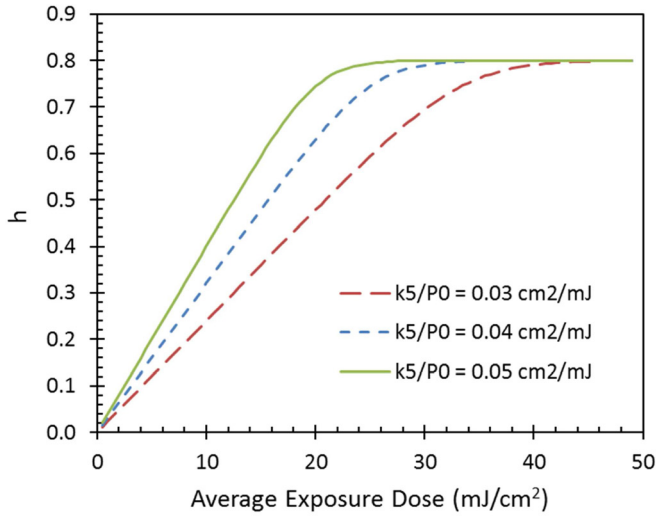 0.9
0.8
0.7
0.6
0.5
0.4
0.3
0.2
0.1
0.0
h
k5/P0 = 0.03 cm2/mJ
k5/P0 = 0.04 cm2/mJ
k5/P0 = 0.05 cm2/mJ
0 10 20 30 40 50
Average Exposure Dose (mJ/cm²)